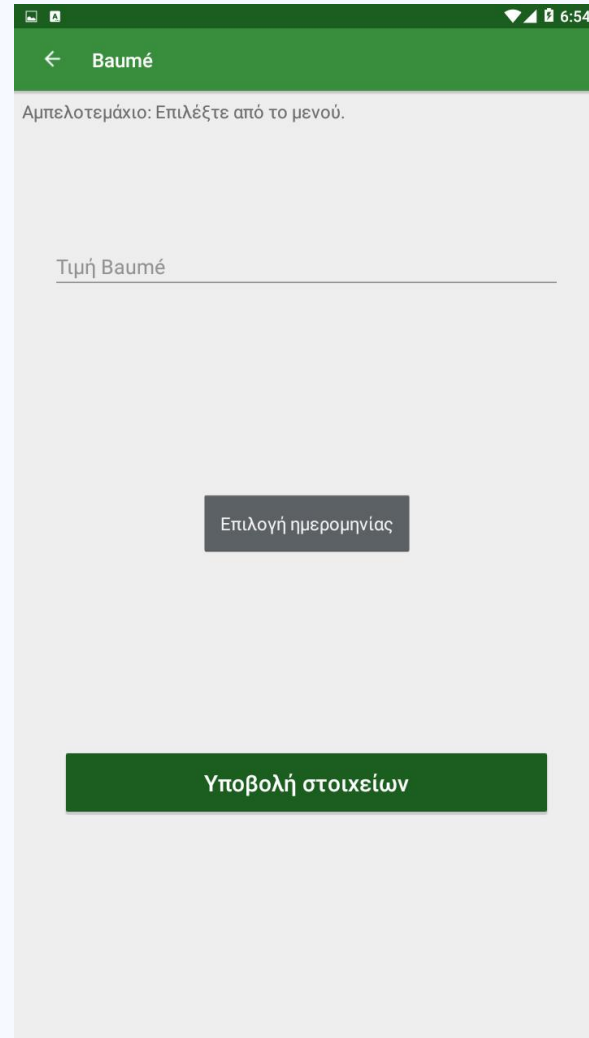 6:54
Baumé
Αμπελοτεμάχιο: Επιλέξτε από το μενού.
Τιμή Baumé
Επιλογή ημερομηνίας
Υποβολή στοιχείων